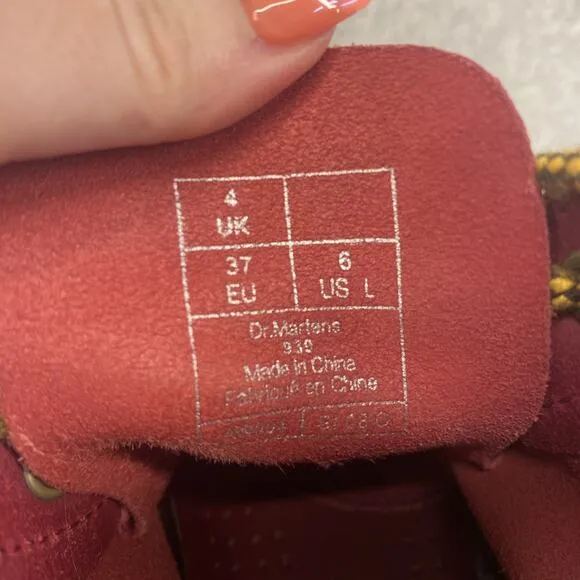 4
UK
37
EU
6
US L
Dr.Martens
939
Made in China
Fabriqué en Chine